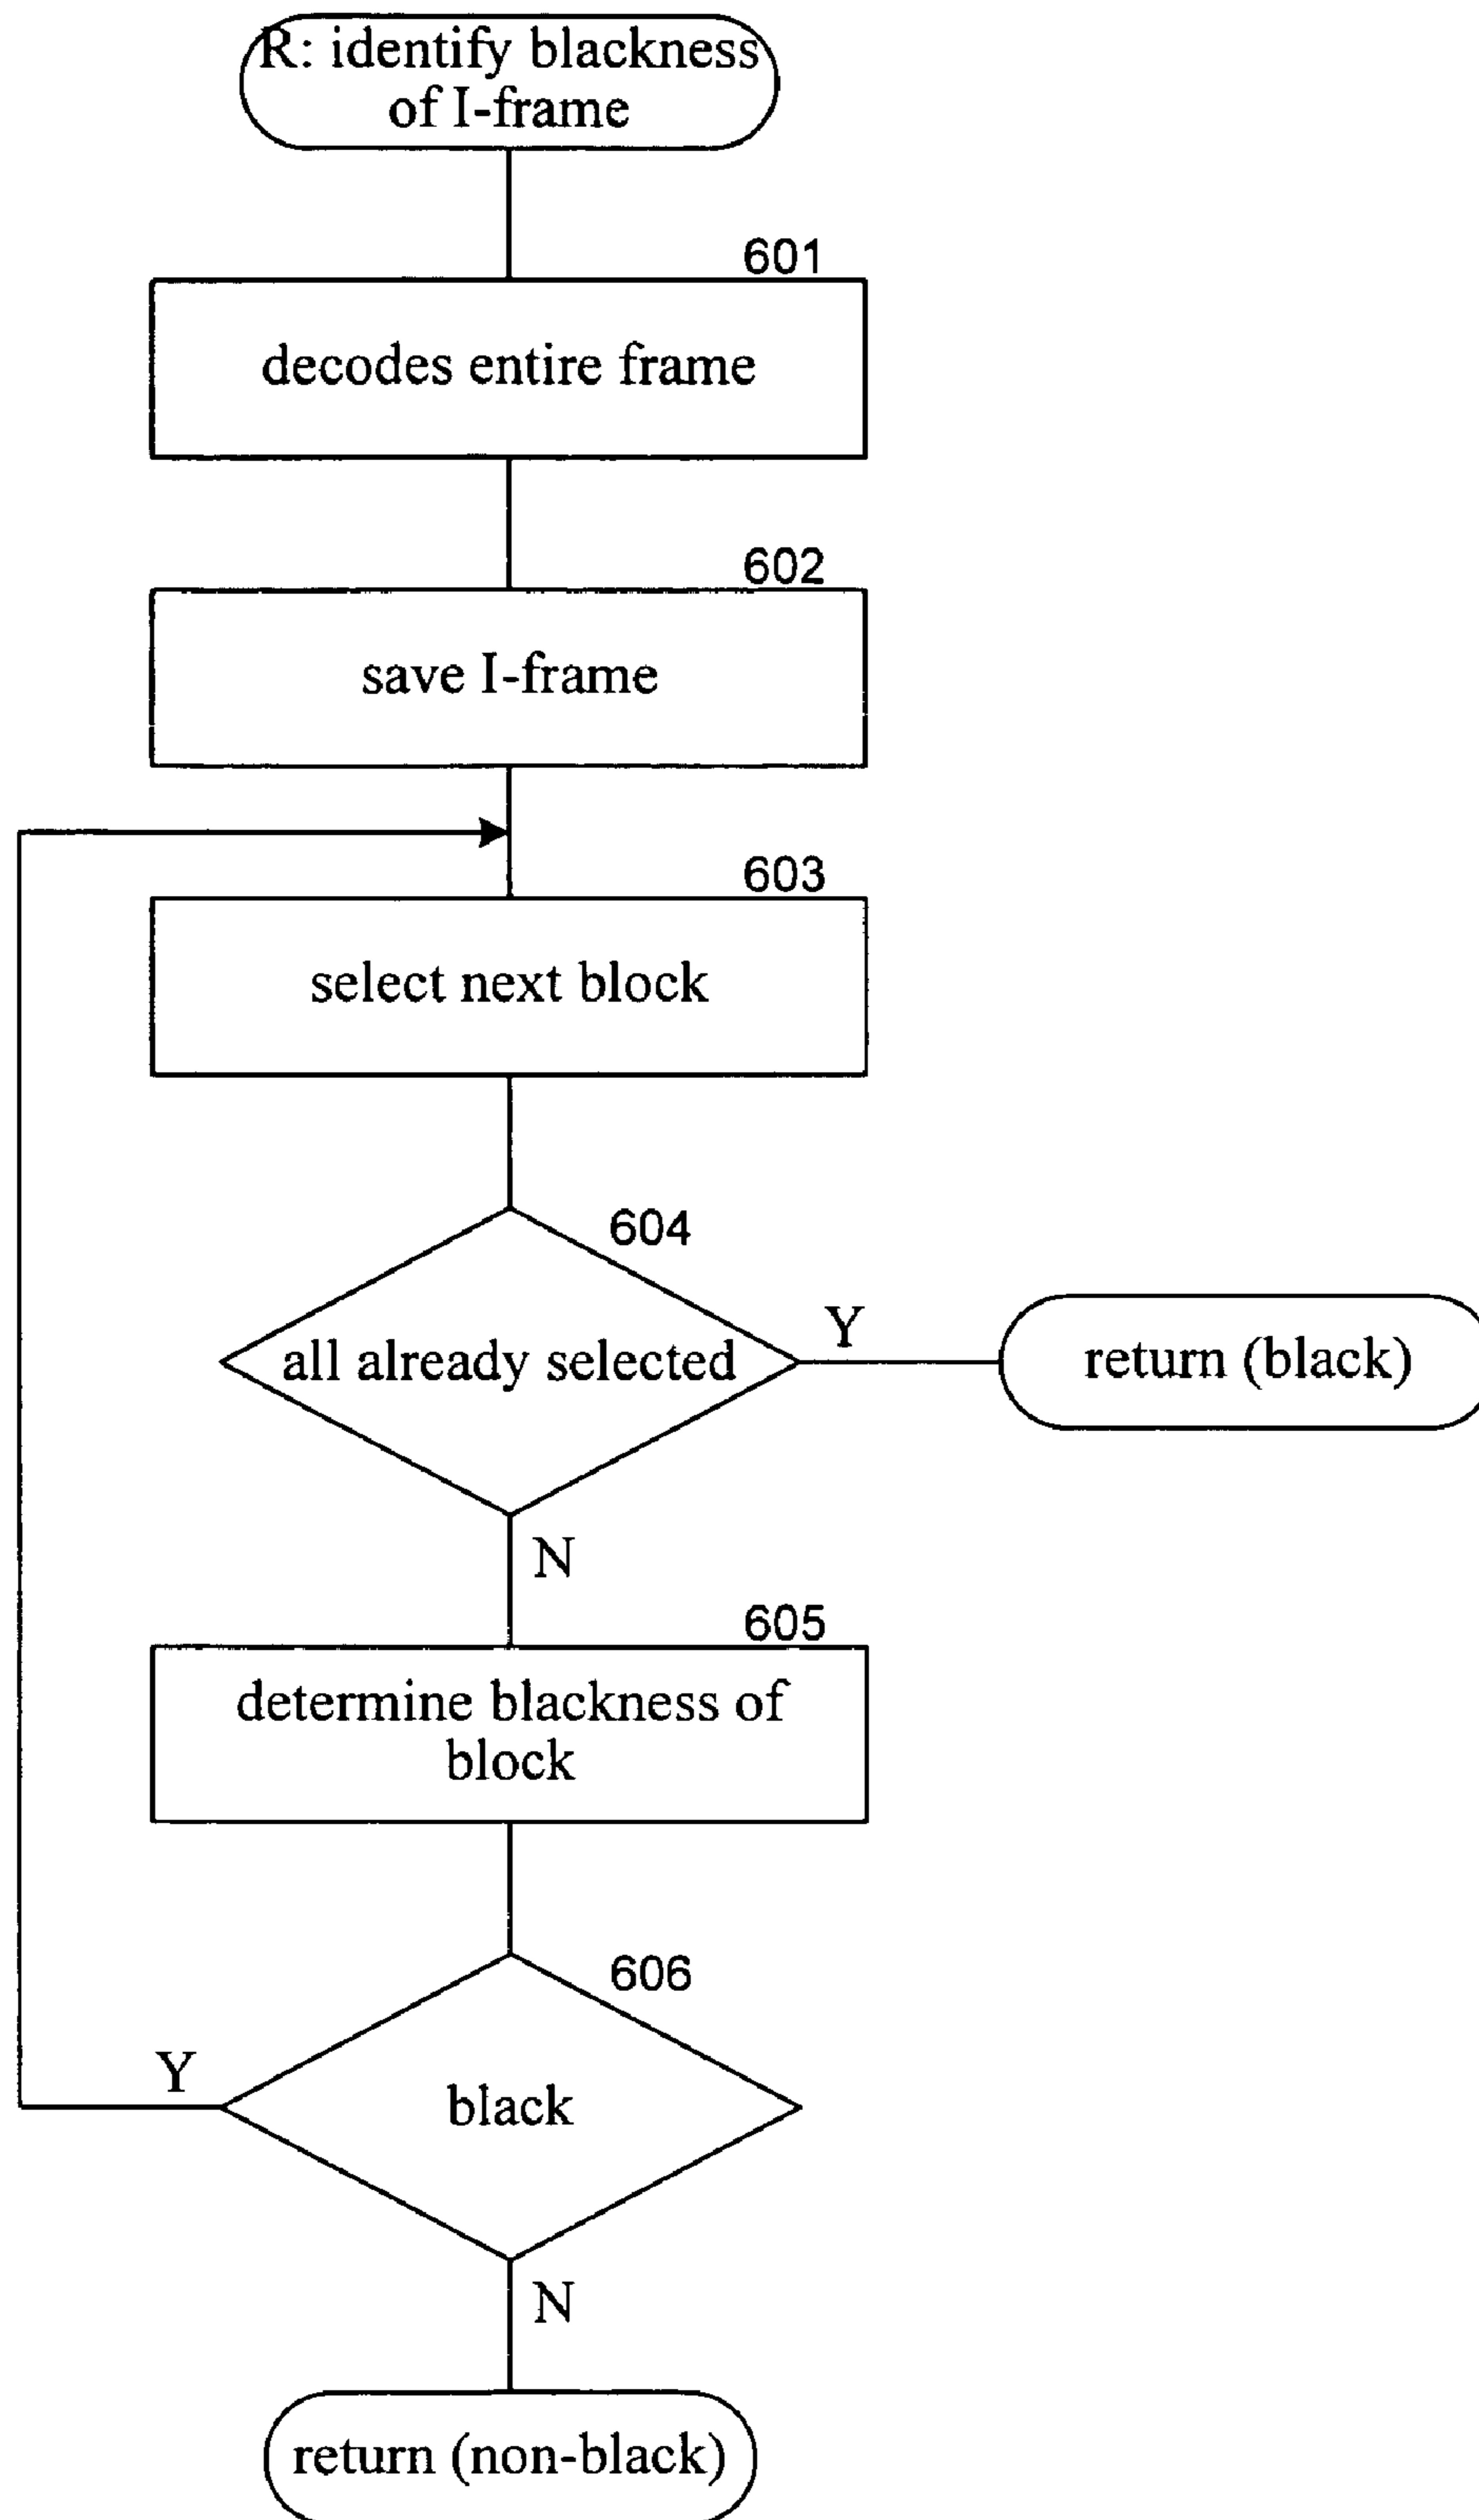 R: identify blackness
of I-frame
601
decodes entire frame
602
save I-frame
603
select next block
604
all already selected
Y
return (black)
N
605
determine blackness of
block
606
black
Y
N
return (non-black)